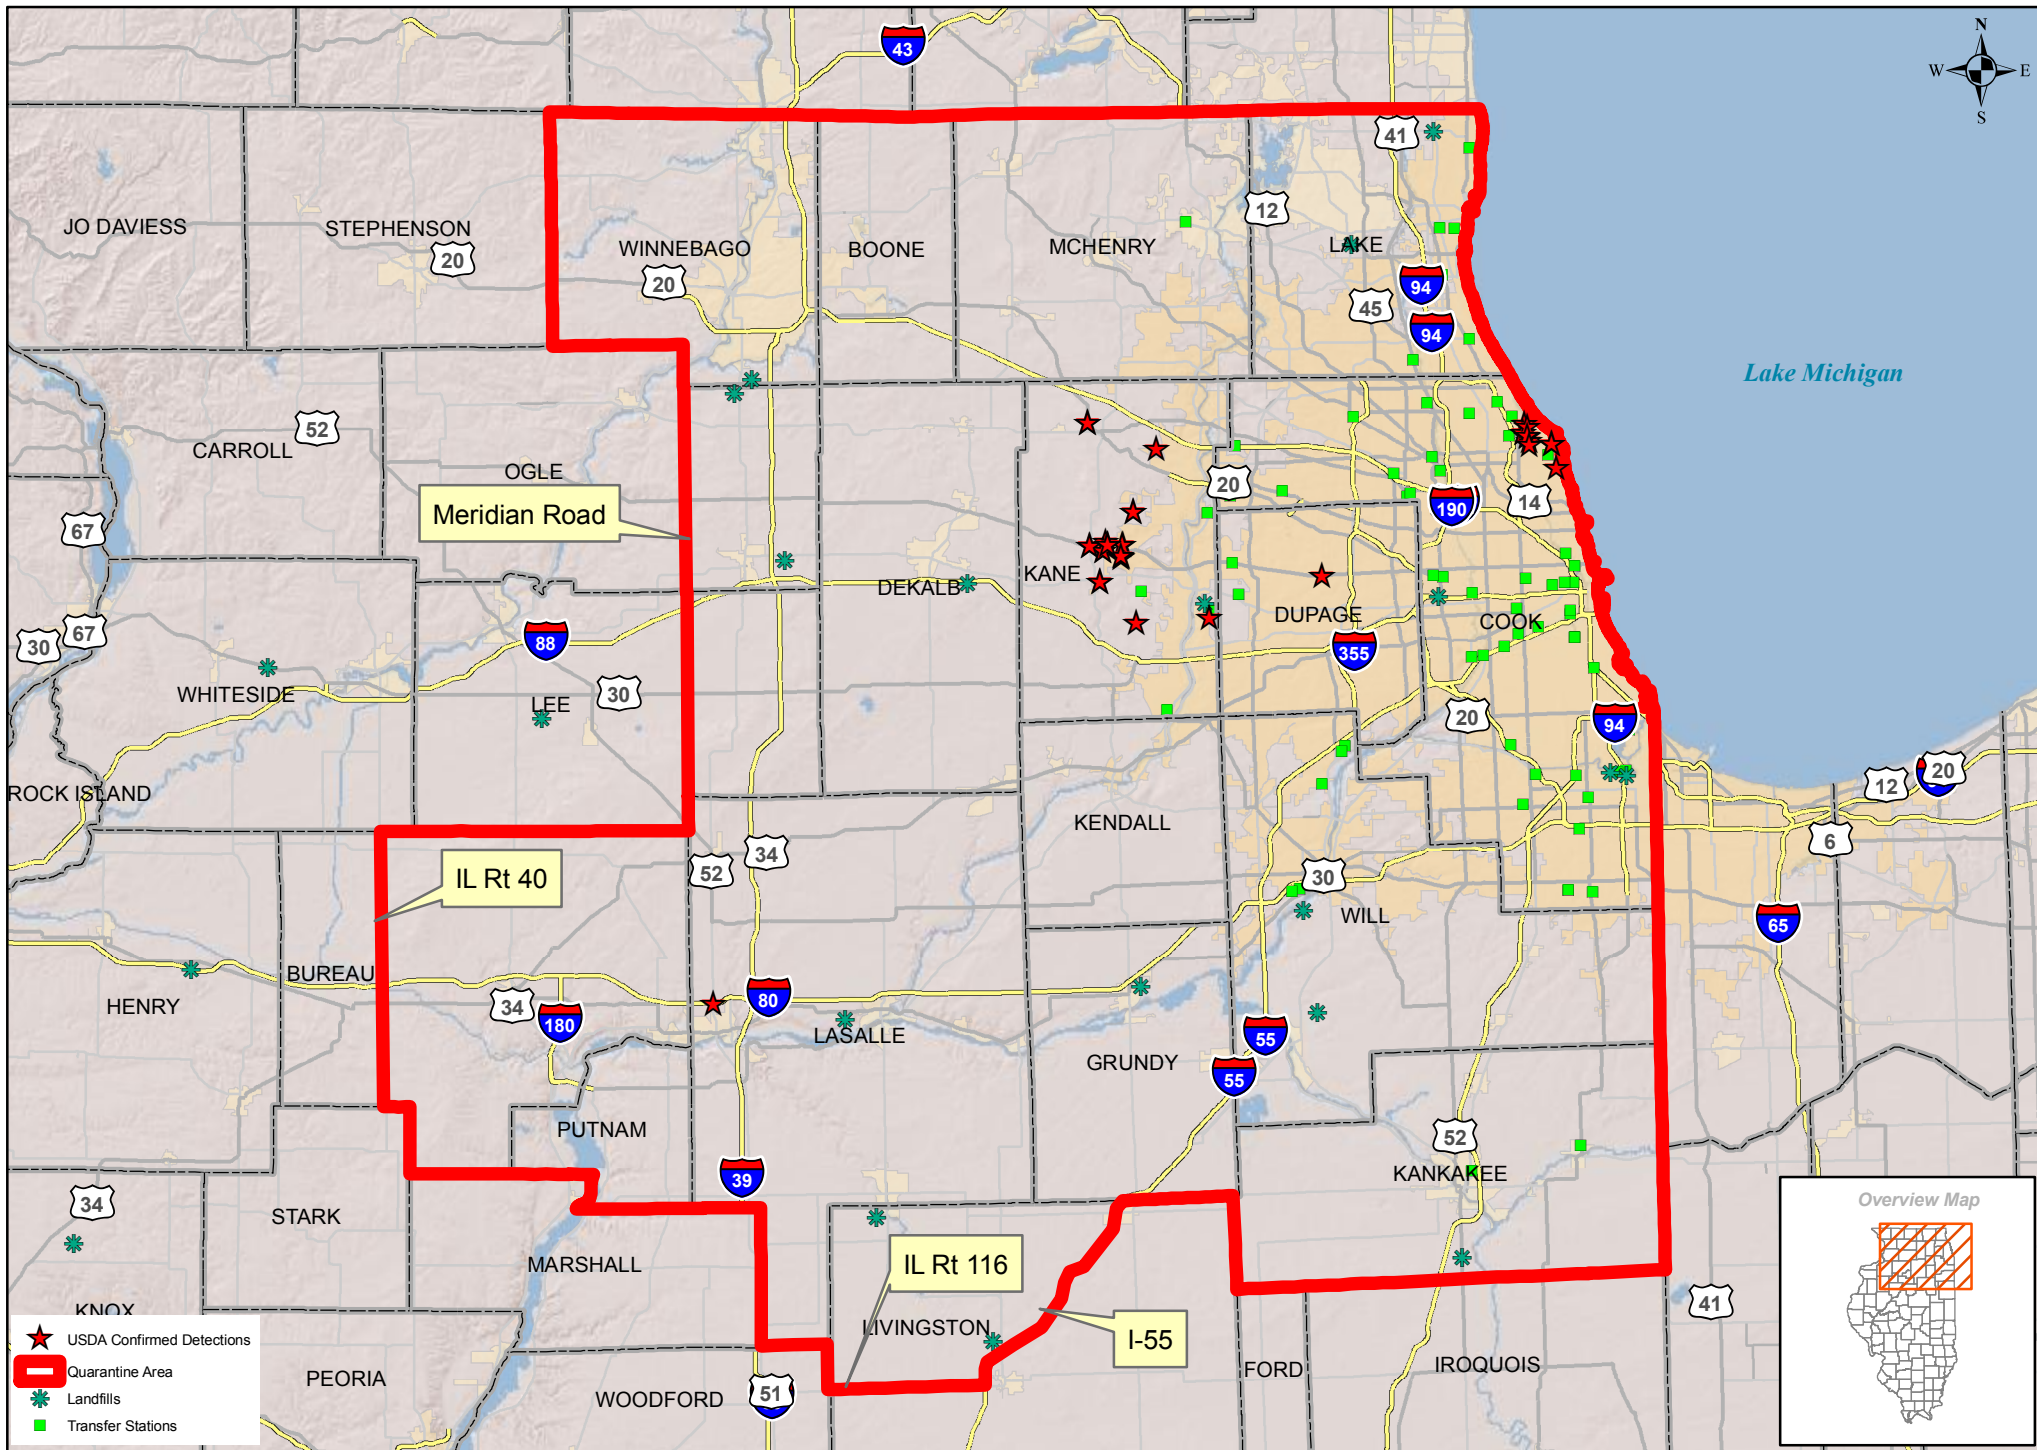 N
W E
S
43
41
12
JO DAVIESS
STEPHENSON
20
WINNEBAGO
20
BOONE
MCHENRY
LAKE
94
45
94
Lake Michigan
52
CARROLL
OGLE
Meridian Road
67
20
190
14
KANE
DEKALB
DUPAGE
COOK
67
30
88
355
WHITESIDE
LEE
30
20
94
ROCK ISLAND
KENDALL
12
20
6
34
52
IL Rt 40
30
WILL
65
BUREAU
HENRY
34
180
80
LASALLE
55
GRUNDY
55
PUTNAM
52
KANKAKEE
39
34
STARK
MARSHALL
IL Rt 116
I-55
41
KNOX
LIVINGSTON
FORD
IROQUOIS
PEORIA
WOODFORD
51
Overview Map
USDA Confirmed Detections
Quarantine Area
Landfills
Transfer Stations